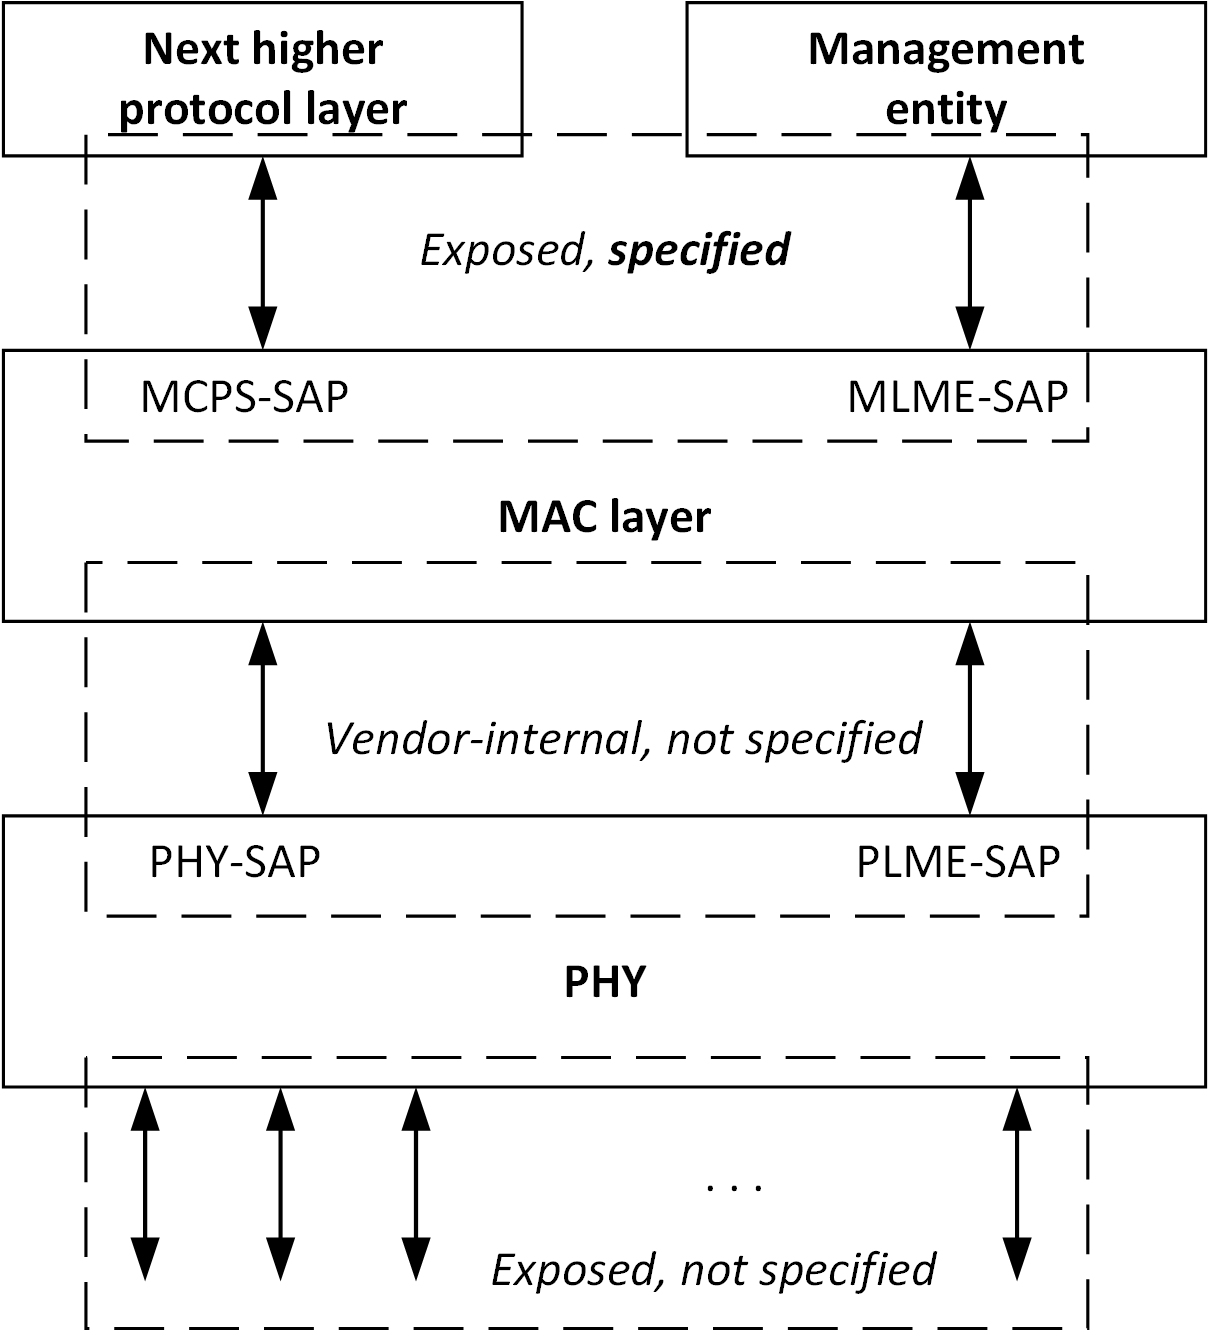 Next higher
protocol layer
Management
entity
Exposed, specified
MCPS-SAP
MLME-SAP
MAC layer
Vendor-internal, not specified
PHY-SAP
PLME-SAP
PHY
. . .
Exposed, not specified